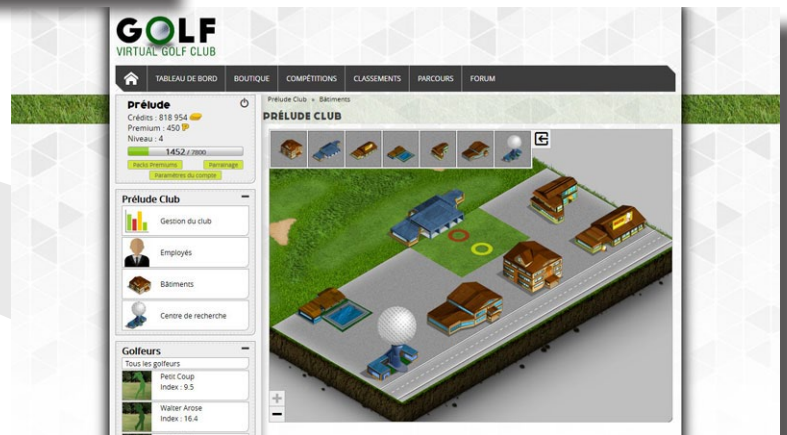 GOLF
VIRTUAL GOLF CLUB
TABLEAU DE BORD BOUTIQUE COMPÉTITIONS CLASSEMENTS PARCOURS FORUM
Prélude
Crédits : 818 954
Premium : 450
Niveau : 4
1452 / 7800
Packs Premiums Parrainage
Paramètres du compte
Prélude Club » Bâtiments
PRÉLUDE CLUB
Prélude Club
Gestion du club
Employés
Bâtiments
Centre de recherche
Golfeurs
Tous les golfeurs
Petit Coup
Index : 9.5
Walter Arose
Index : 16.4